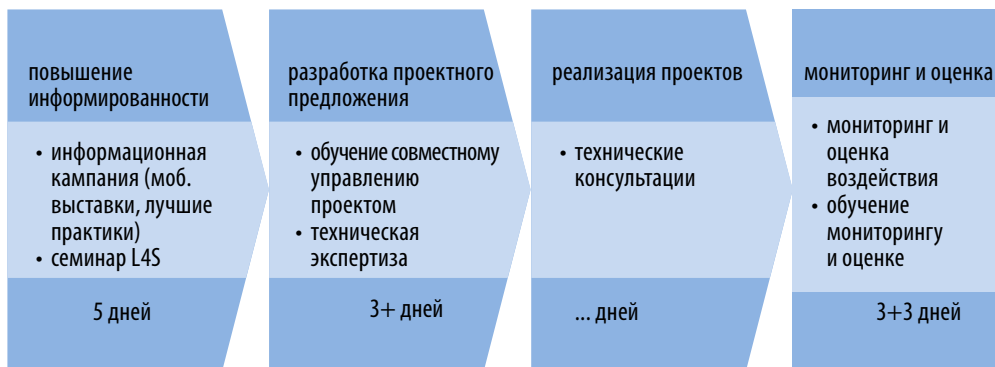 повышение
информированности
• информационная
кампания (моб.
выставки, лучшие
практики)
• семинар L4S
5 дней
разработка проектного
предложения
• обучение совместному
управлению
проектом
• техническая
экспертиза
3+ дней
реализация проектов
• технические
консультации
... дней
мониторинг и оценка
• мониторинг и
оценка
воздействия
• обучение
мониторингу
и оценке
3+3 дней